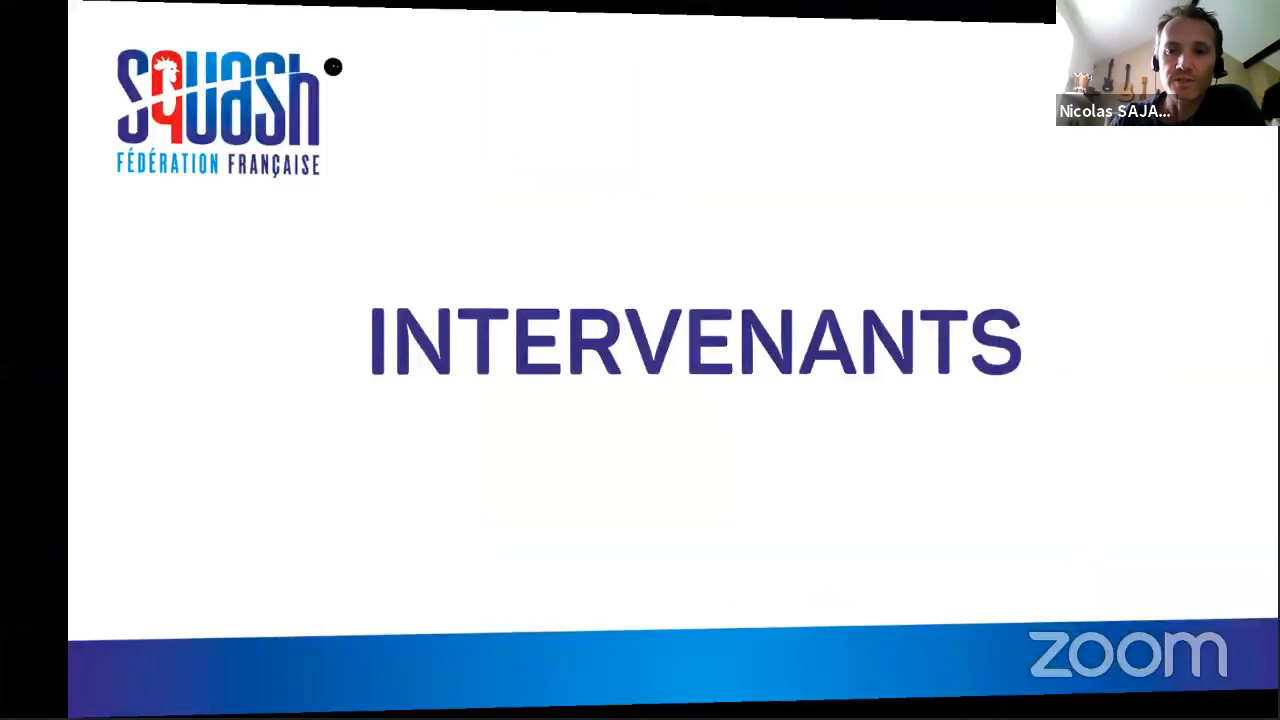 squash
FÉDÉRATION FRANÇAISE
Nicolas SAJA...
INTERVENANTS
zoom